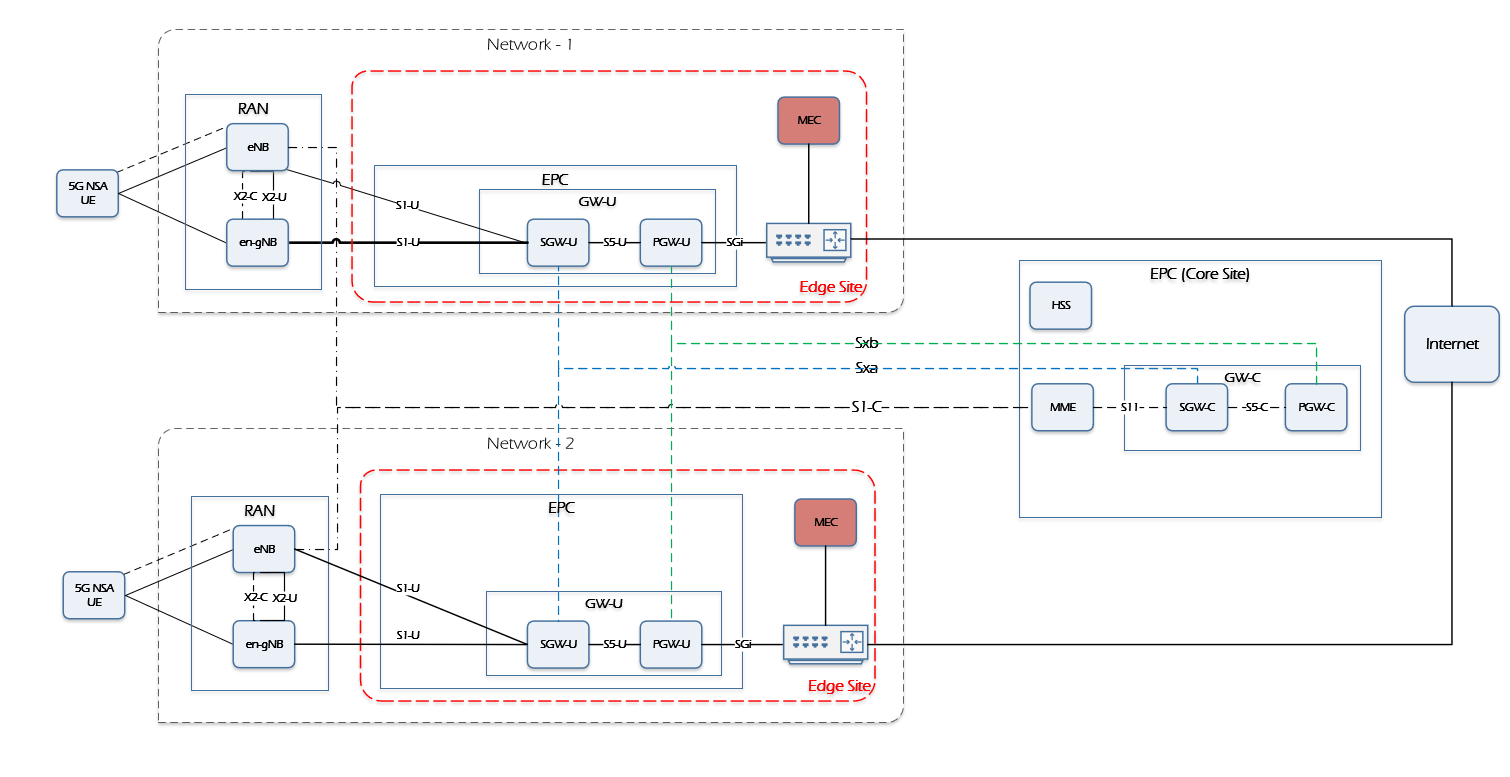 Network - 1
RAN
eNB
MEC
5G NSA
UE
X2-C
X2-U
EPC
GW-U
S1-U
en-gNB
S1-U
SGW-U
S5-U
PGW-U
SGi
Edge Site
EPC (Core Site)
HSS
Internet
Sxb
Sxa
GW-C
S1-C
MME
S11
SGW-C
S5-C
PGW-C
Network - 2
RAN
EPC
MEC
eNB
5G NSA
UE
X2-C
X2-U
S1-U
GW-U
S1-U
en-gNB
SGW-U
S5-U
PGW-U
SGi
Edge Site